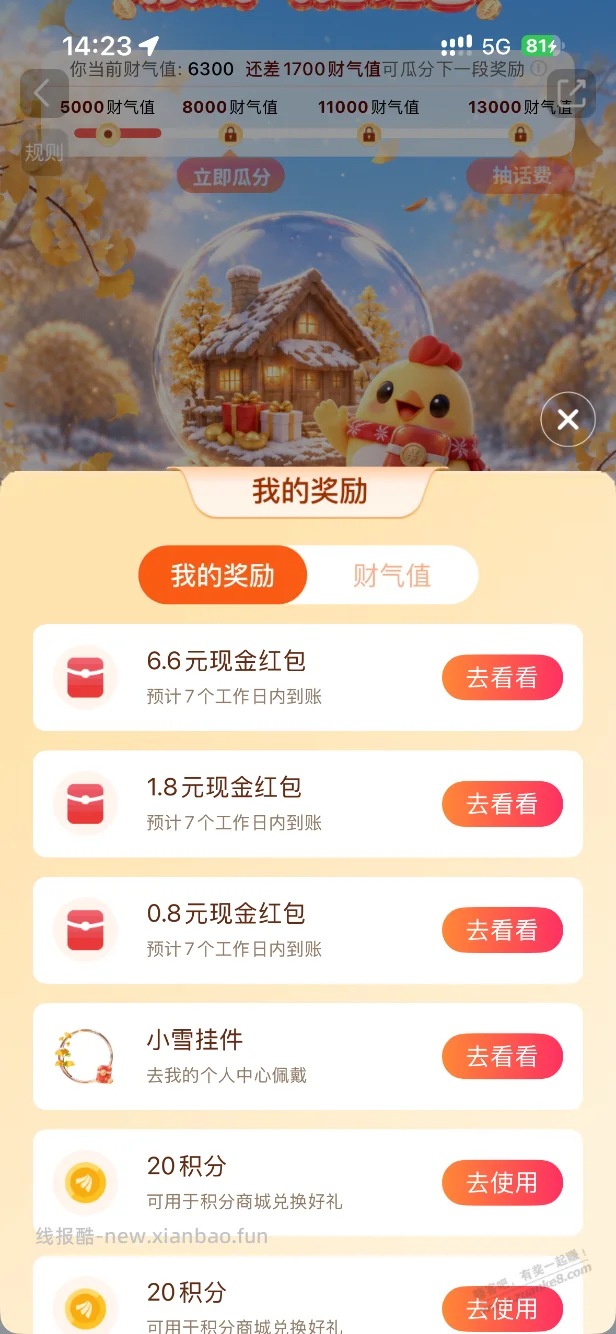 14:23
5G 81
你当前财气值: 6300 还差1700财气值可瓜分下一段奖励
5000财气值 8000财气值 11000财气值 13000财气值
规则
立即瓜分 抽话费
我的奖励
我的奖励 财气值
6.6元现金红包
预计7个工作日内到账
去看看
1.8元现金红包
预计7个工作日内到账
去看看
0.8元现金红包
预计7个工作日内到账
去看看
小雪挂件
去我的个人中心佩戴
去看看
20积分
可用于积分商城兑换好礼
去使用
线报酷-new.xianbao.fun
20积分
可用于积分商城兑换好礼
去使用
有奖一起赚！
zuanke8.com